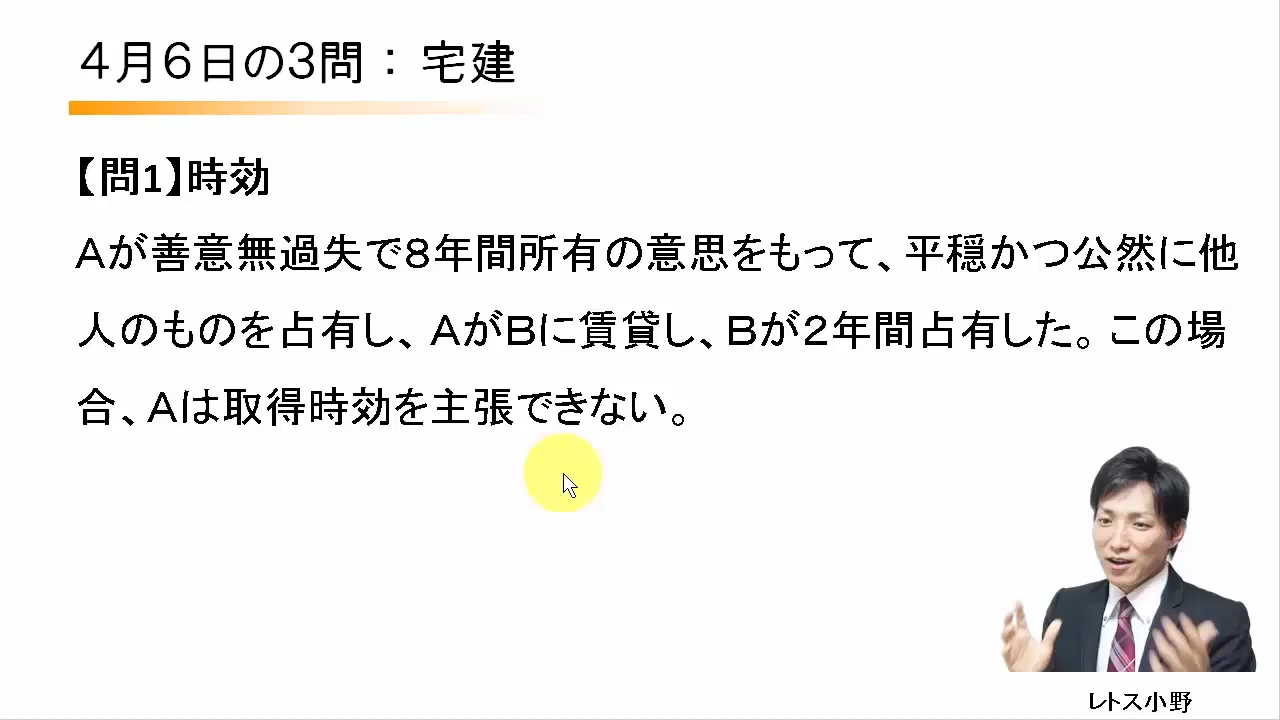 ４月６日の３問：宅建
【問1】時効
Ａが善意無過失で８年間所有の意思をもって、平穏かつ公然に他
人のものを占有し、ＡがＢに賃貸し、Ｂが２年間占有した。この場
合、Ａは取得時効を主張できない。
レトス小野